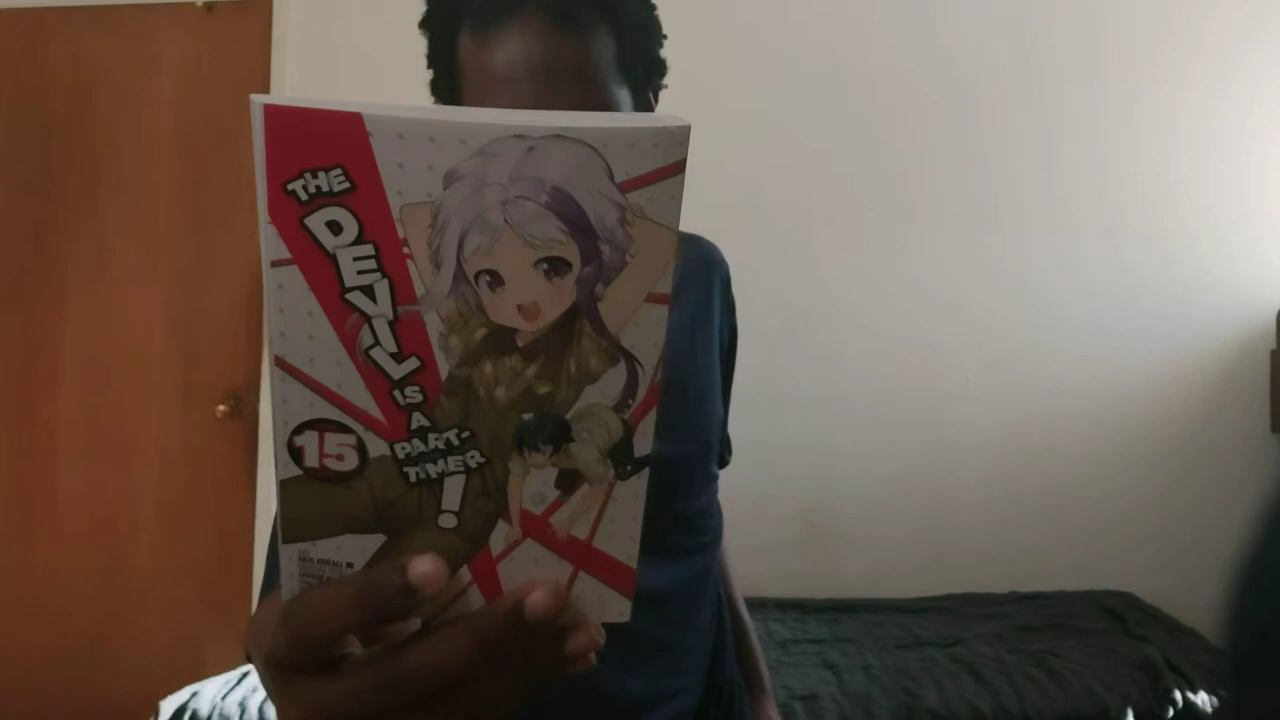 THE
DEVIL
IS
A
PART-
TIMER
!
15